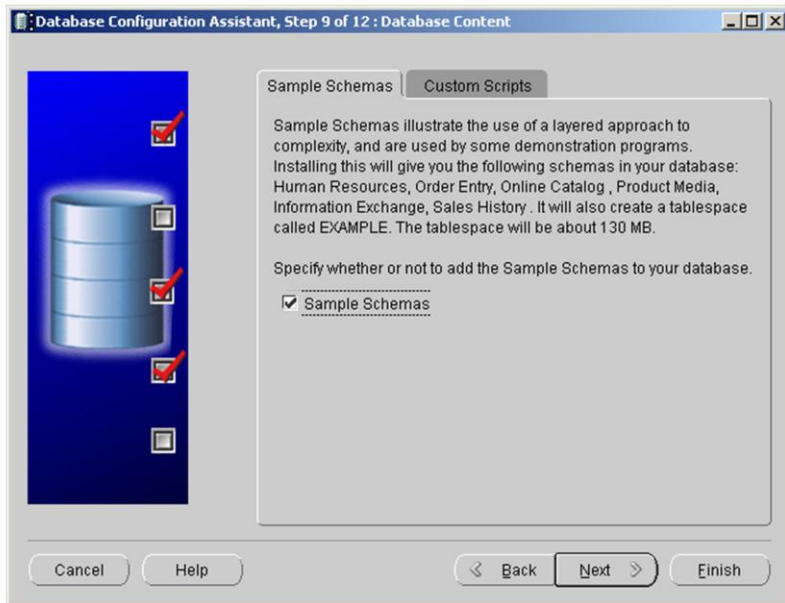 Database Configuration Assistant, Step 9 of 12 : Database Content
Sample Schemas
Custom Scripts
Sample Schemas illustrate the use of a layered approach to
complexity, and are used by some demonstration programs.
Installing this will give you the following schemas in your database:
Human Resources, Order Entry, Online Catalog , Product Media,
Information Exchange, Sales History . It will also create a tablespace
called EXAMPLE. The tablespace will be about 130 MB.
Specify whether or not to add the Sample Schemas to your database.
Sample Schemas
Cancel
Help
Back
Next
Finish